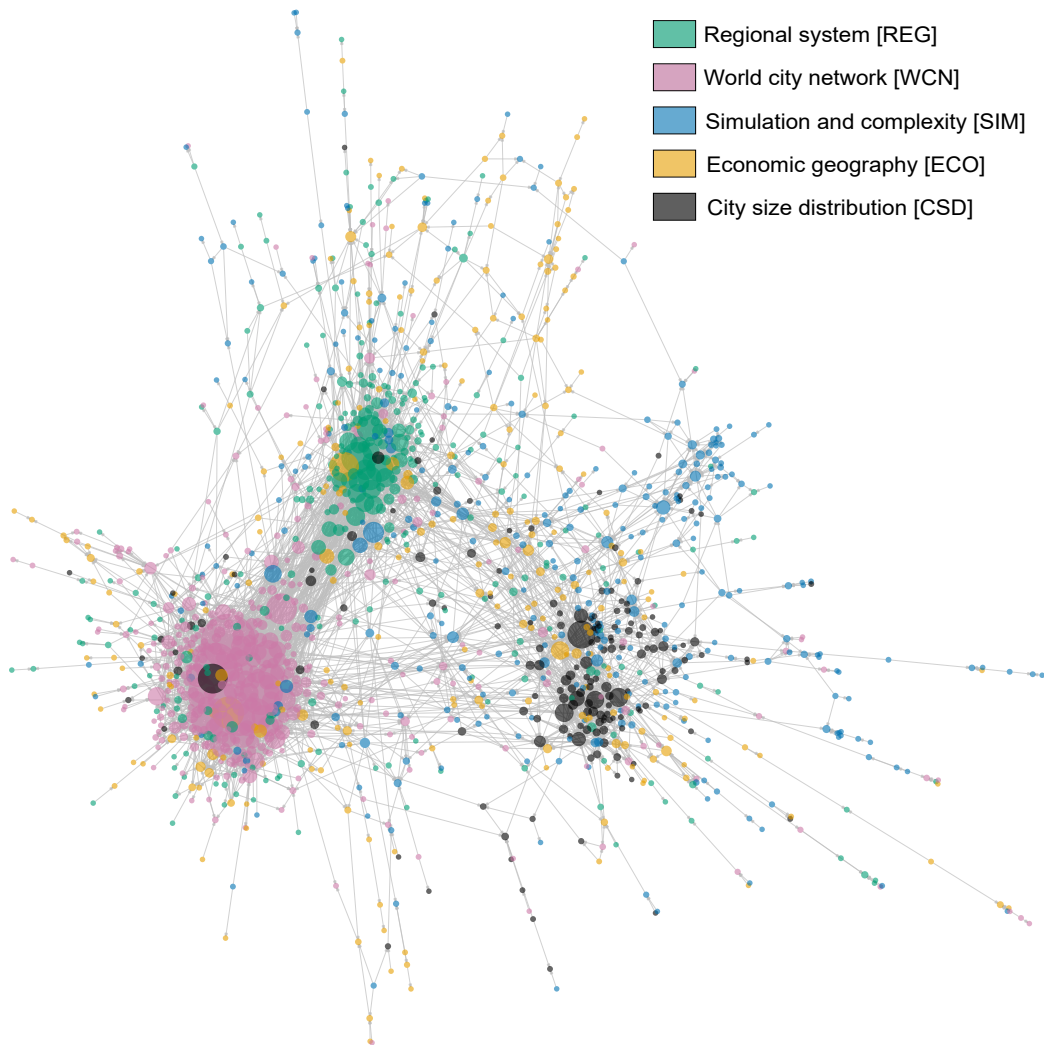 Regional system [REG]
World city network [WCN]
Simulation and complexity [SIM]
Economic geography [ECO]
City size distribution [CSD]